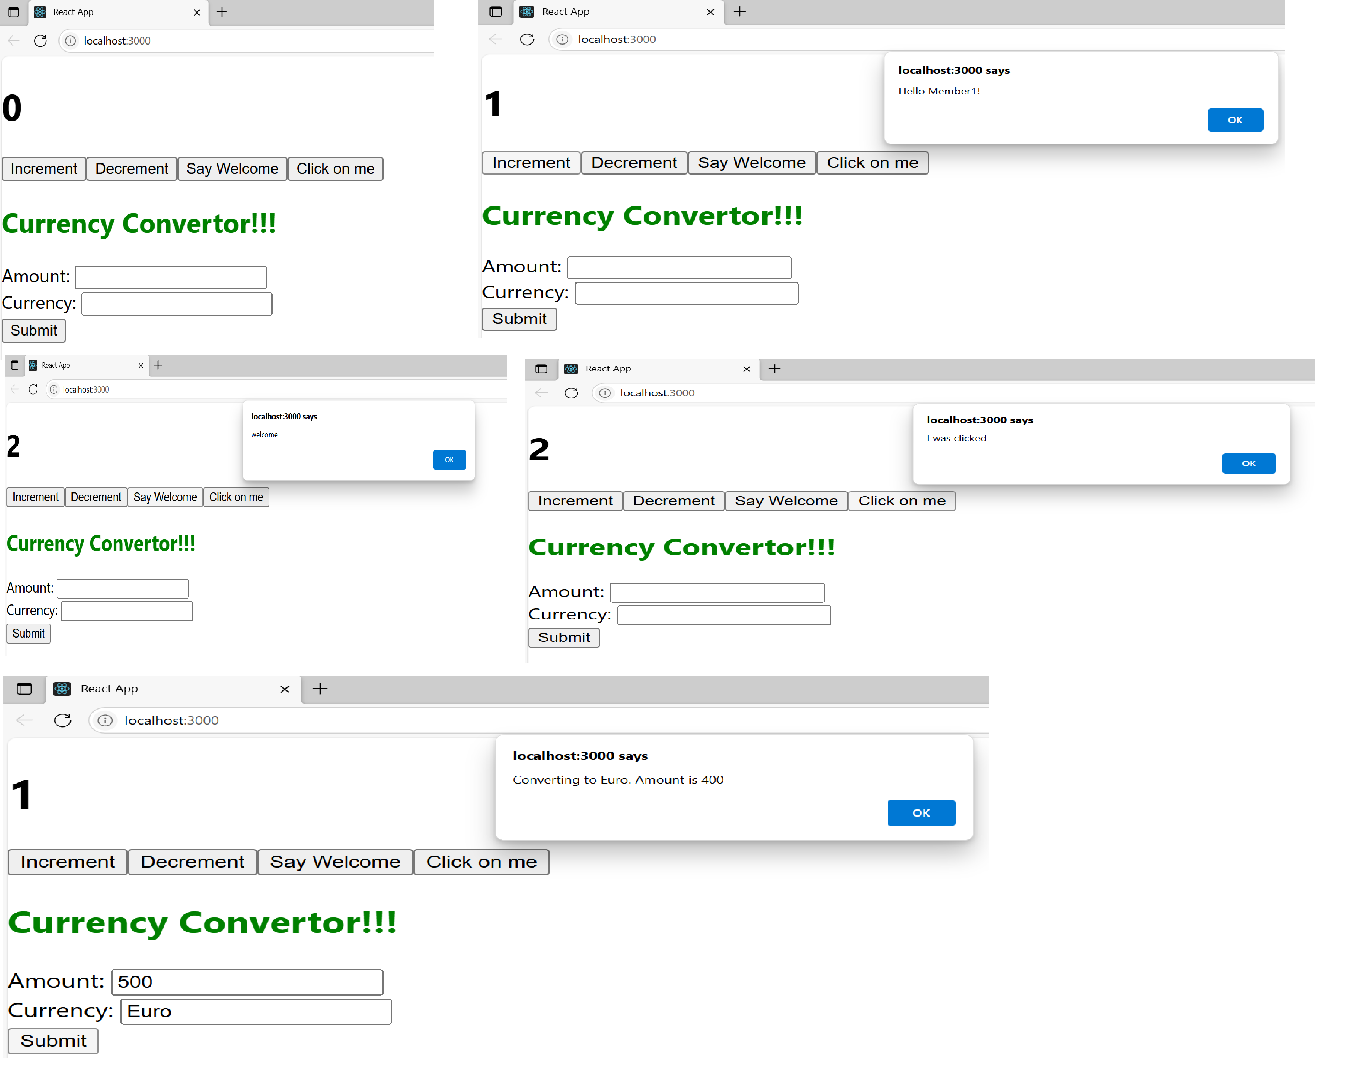 React App
localhost:3000
0
Increment Decrement Say Welcome Click on me
Currency Convertor!!!
Amount:
Currency:
Submit
React App
localhost:3000
localhost:3000 says
Hello Member1!
OK
1
Increment Decrement Say Welcome Click on me
Currency Convertor!!!
Amount:
Currency:
Submit
React App
localhost:3000
localhost:3000 says
welcome
OK
2
Increment Decrement Say Welcome Click on me
Currency Convertor!!!
Amount:
Currency:
Submit
React App
localhost:3000
localhost:3000 says
I was clicked
OK
2
Increment Decrement Say Welcome Click on me
Currency Convertor!!!
Amount:
Currency:
Submit
React App
localhost:3000
localhost:3000 says
Converting to Euro. Amount is 400
OK
1
Increment Decrement Say Welcome Click on me
Currency Convertor!!!
Amount: 500
Currency: Euro
Submit